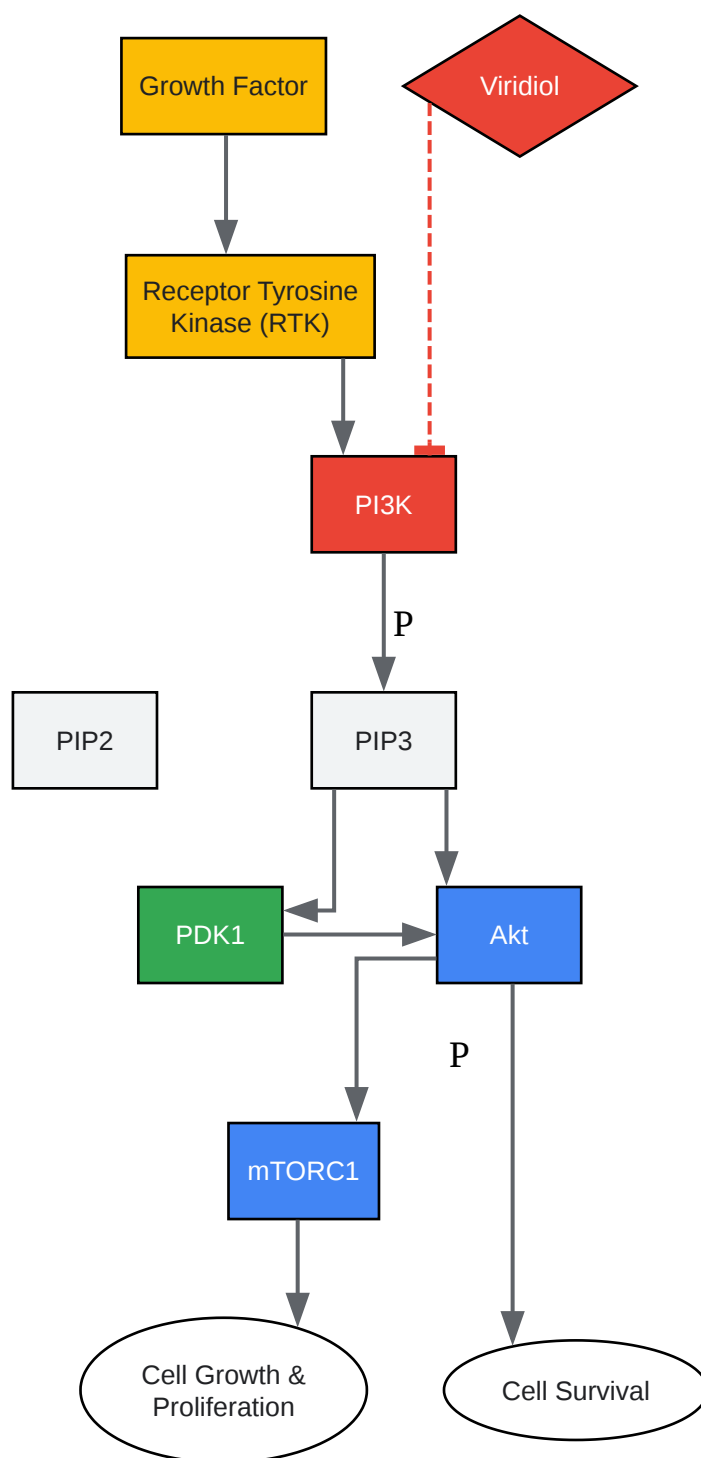 Growth Factor
Viridiol
Receptor Tyrosine
Kinase (RTK)
PI3K
P
PIP2
PIP3
PDK1
Akt
P
mTORC1
Cell Growth &
Proliferation
Cell Survival